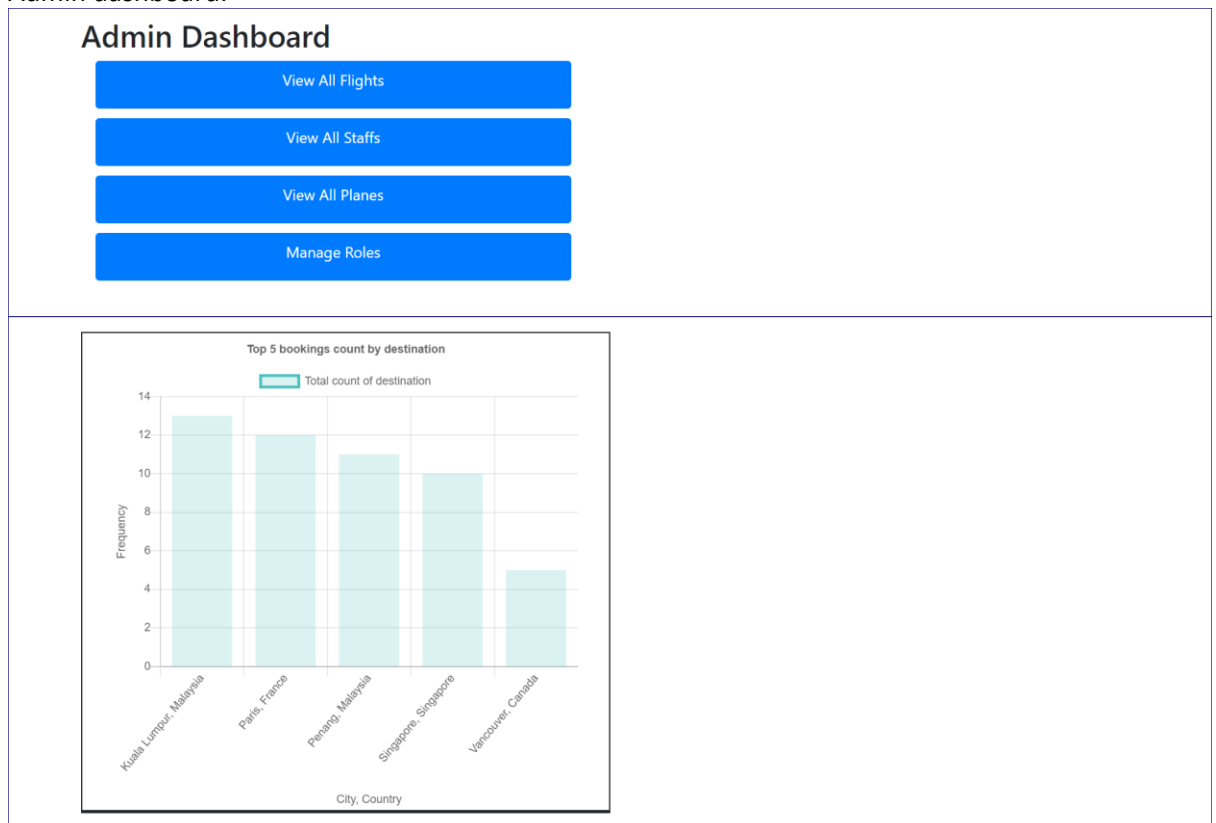 Admin Dashboard
View All Flights
View All Staffs
View All Planes
Manage Roles
Top 5 bookings count by destination
Total count of destination
14
12
10
8
6
4
2
0
Frequency
Kuala Lumpur, Malaysia
Paris, France
Penang, Malaysia
Singapore, Singapore
Vancouver, Canada
City, Country